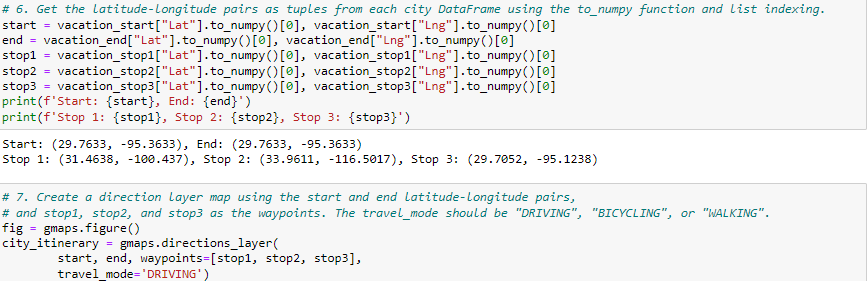 # 6. Get the latitude-longitude pairs as tuples from each city DataFrame using the to_numpy function and list indexing.
start = vacation_start["Lat"].to_numpy()[0], vacation_start["Lng"].to_numpy()[0]
end = vacation_end["Lat"].to_numpy()[0], vacation_end["Lng"].to_numpy()[0]
stop1 = vacation_stop1["Lat"].to_numpy()[0], vacation_stop1["Lng"].to_numpy()[0]
stop2 = vacation_stop2["Lat"].to_numpy()[0], vacation_stop2["Lng"].to_numpy()[0]
stop3 = vacation_stop3["Lat"].to_numpy()[0], vacation_stop3["Lng"].to_numpy()[0]
print(f'Start: {start}, End: {end}')
print(f'Stop 1: {stop1}, Stop 2: {stop2}, Stop 3: {stop3}')
Start: (29.7633, -95.3633), End: (29.7633, -95.3633)
Stop 1: (31.4638, -100.437), Stop 2: (33.9611, -116.5017), Stop 3: (29.7052, -95.1238)
# 7. Create a direction layer map using the start and end latitude-longitude pairs,
# and stop1, stop2, and stop3 as the waypoints. The travel_mode should be "DRIVING", "BICYCLING", or "WALKING".
fig = gmaps.figure()
city_itinerary = gmaps.directions_layer(
start, end, waypoints=[stop1, stop2, stop3],
travel_mode='DRIVING')